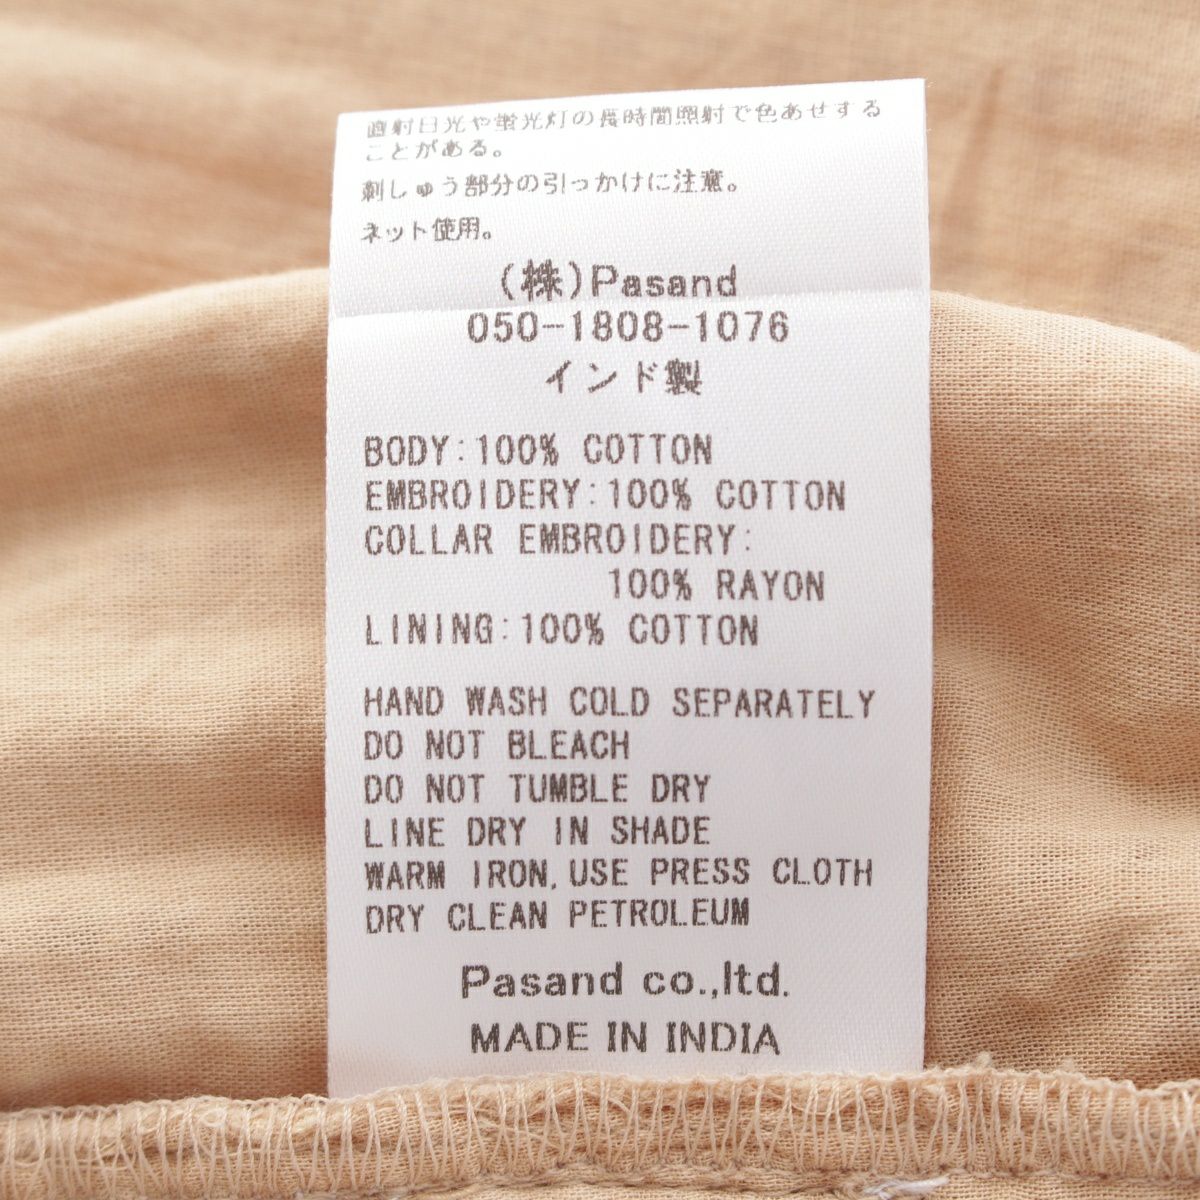 直射日光や蛍光灯の長時間照射で色あせする
ことがある。
刺しゅう部分の引っかけに注意。
ネット使用。
(株)Pasand
050-1808-1076
インド製
BODY:100% COTTON
EMBROIDERY:100% COTTON
COLLAR EMBROIDERY:
100% RAYON
LINING:100% COTTON
HAND WASH COLD SEPARATELY
DO NOT BLEACH
DO NOT TUMBLE DRY
LINE DRY IN SHADE
WARM IRON,USE PRESS CLOTH
DRY CLEAN PETROLEUM
Pasand co.,ltd.
MADE IN INDIA